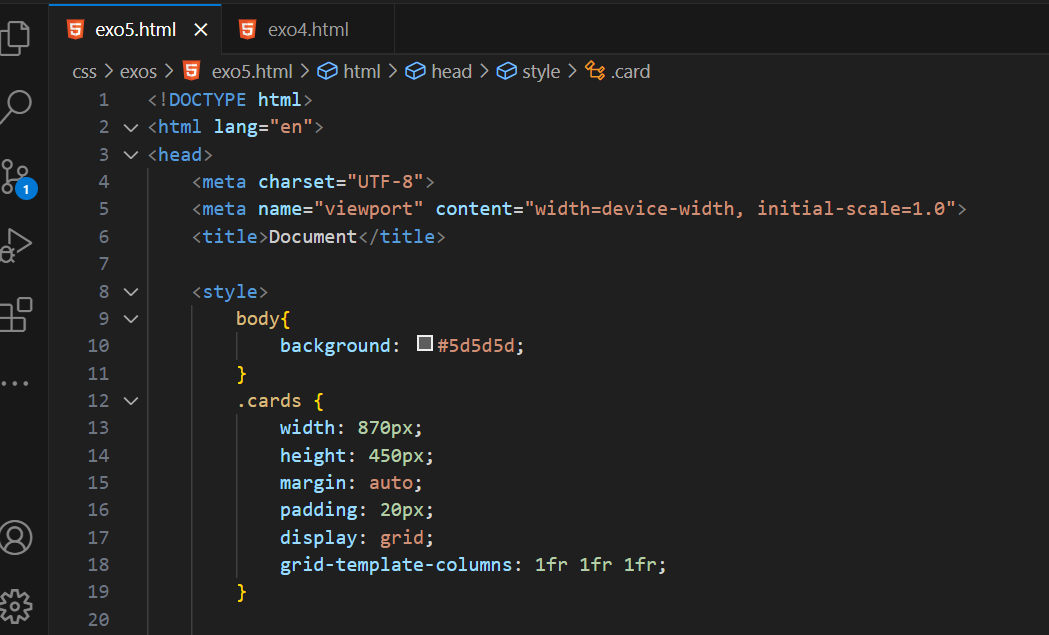 exo5.html × exo4.html
css > exos > exo5.html > html > head > style > .card
1 <!DOCTYPE html>
2 <html lang="en">
3 <head>
4 <meta charset="UTF-8">
5 <meta name="viewport" content="width=device-width, initial-scale=1.0">
6 <title>Document</title>
7
8 <style>
9 body{
10 background: #5d5d5d;
11 }
12 .cards {
13 width: 870px;
14 height: 450px;
15 margin: auto;
16 padding: 20px;
17 display: grid;
18 grid-template-columns: 1fr 1fr 1fr;
19 }
20
1